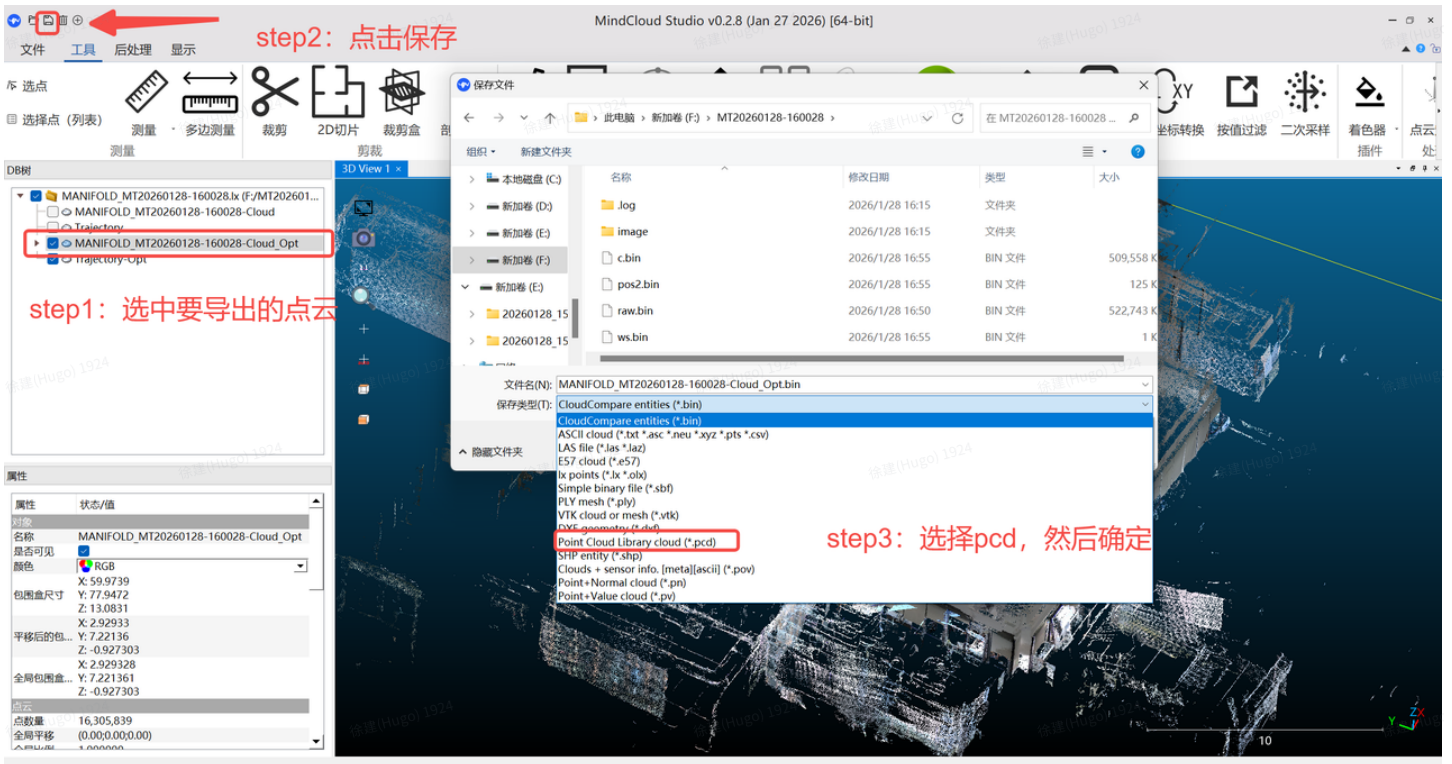 MindCloud Studio v0.2.8 (Jan 27 2026) [64-bit]
step2：点击保存
文件 工具 后处理 显示
选点
选择点（列表）
测量 多边测量 裁剪 2D切片 裁剪盒
坐标转换 按值过滤 二次采样 着色器
测量 剪裁 插件
DB树
3D View 1 ×
MANIFOLD_MT20260128-160028.lx (F:/MT202601...
MANIFOLD_MT20260128-160028-Cloud
Trajectory
MANIFOLD_MT20260128-160028-Cloud_Opt
Trajectory-Opt
step1：选中要导出的点云
保存文件
此电脑 › 新加卷 (F:) › MT20260128-160028 ›
在 MT20260128-160028 ...
组织 新建文件夹
名称 修改日期 类型 大小
本地磁盘 (C:)
新加卷 (D:)
新加卷 (E:)
新加卷 (F:)
新加卷 (E:)
20260128_15
20260128_15
.log 2026/1/28 16:15 文件夹
image 2026/1/28 16:15 文件夹
c.bin 2026/1/28 16:55 BIN 文件 509,558 K
pos2.bin 2026/1/28 16:55 BIN 文件 125 K
raw.bin 2026/1/28 16:50 BIN 文件 522,743 K
ws.bin 2026/1/28 16:55 BIN 文件 1 K
文件名(N): MANIFOLD_MT20260128-160028-Cloud_Opt.bin
保存类型(T): CloudCompare entities (*.bin)
CloudCompare entities (*.bin)
ASCII cloud (*.txt *.asc *.neu *.xyz *.pts *.csv)
LAS file (*.las *.laz)
E57 cloud (*.e57)
lx points (*.lx *.olx)
Simple binary file (*.sbf)
PLY mesh (*.ply)
VTK cloud or mesh (*.vtk)
DXF geometry (*.dxf)
Point Cloud Library cloud (*.pcd)
SHP entity (*.shp)
Clouds + sensor info. [meta][ascii] (*.pov)
Point+Normal cloud (*.pn)
Point+Value cloud (*.pv)
隐藏文件夹
step3：选择pcd，然后确定
属性
属性 状态/值
对象
名称 MANIFOLD_MT20260128-160028-Cloud_Opt
是否可见
颜色 RGB
X: 59.9739
包围盒尺寸 Y: 77.9472
Z: 13.0831
X: 2.92933
平移后的包... Y: 7.22136
Z: -0.927303
X: 2.929328
全局包围盒... Y: 7.221361
Z: -0.927303
点云
点数量 16,305,839
全局平移 (0.00;0.00;0.00)
10
徐建(Hugo) 1924